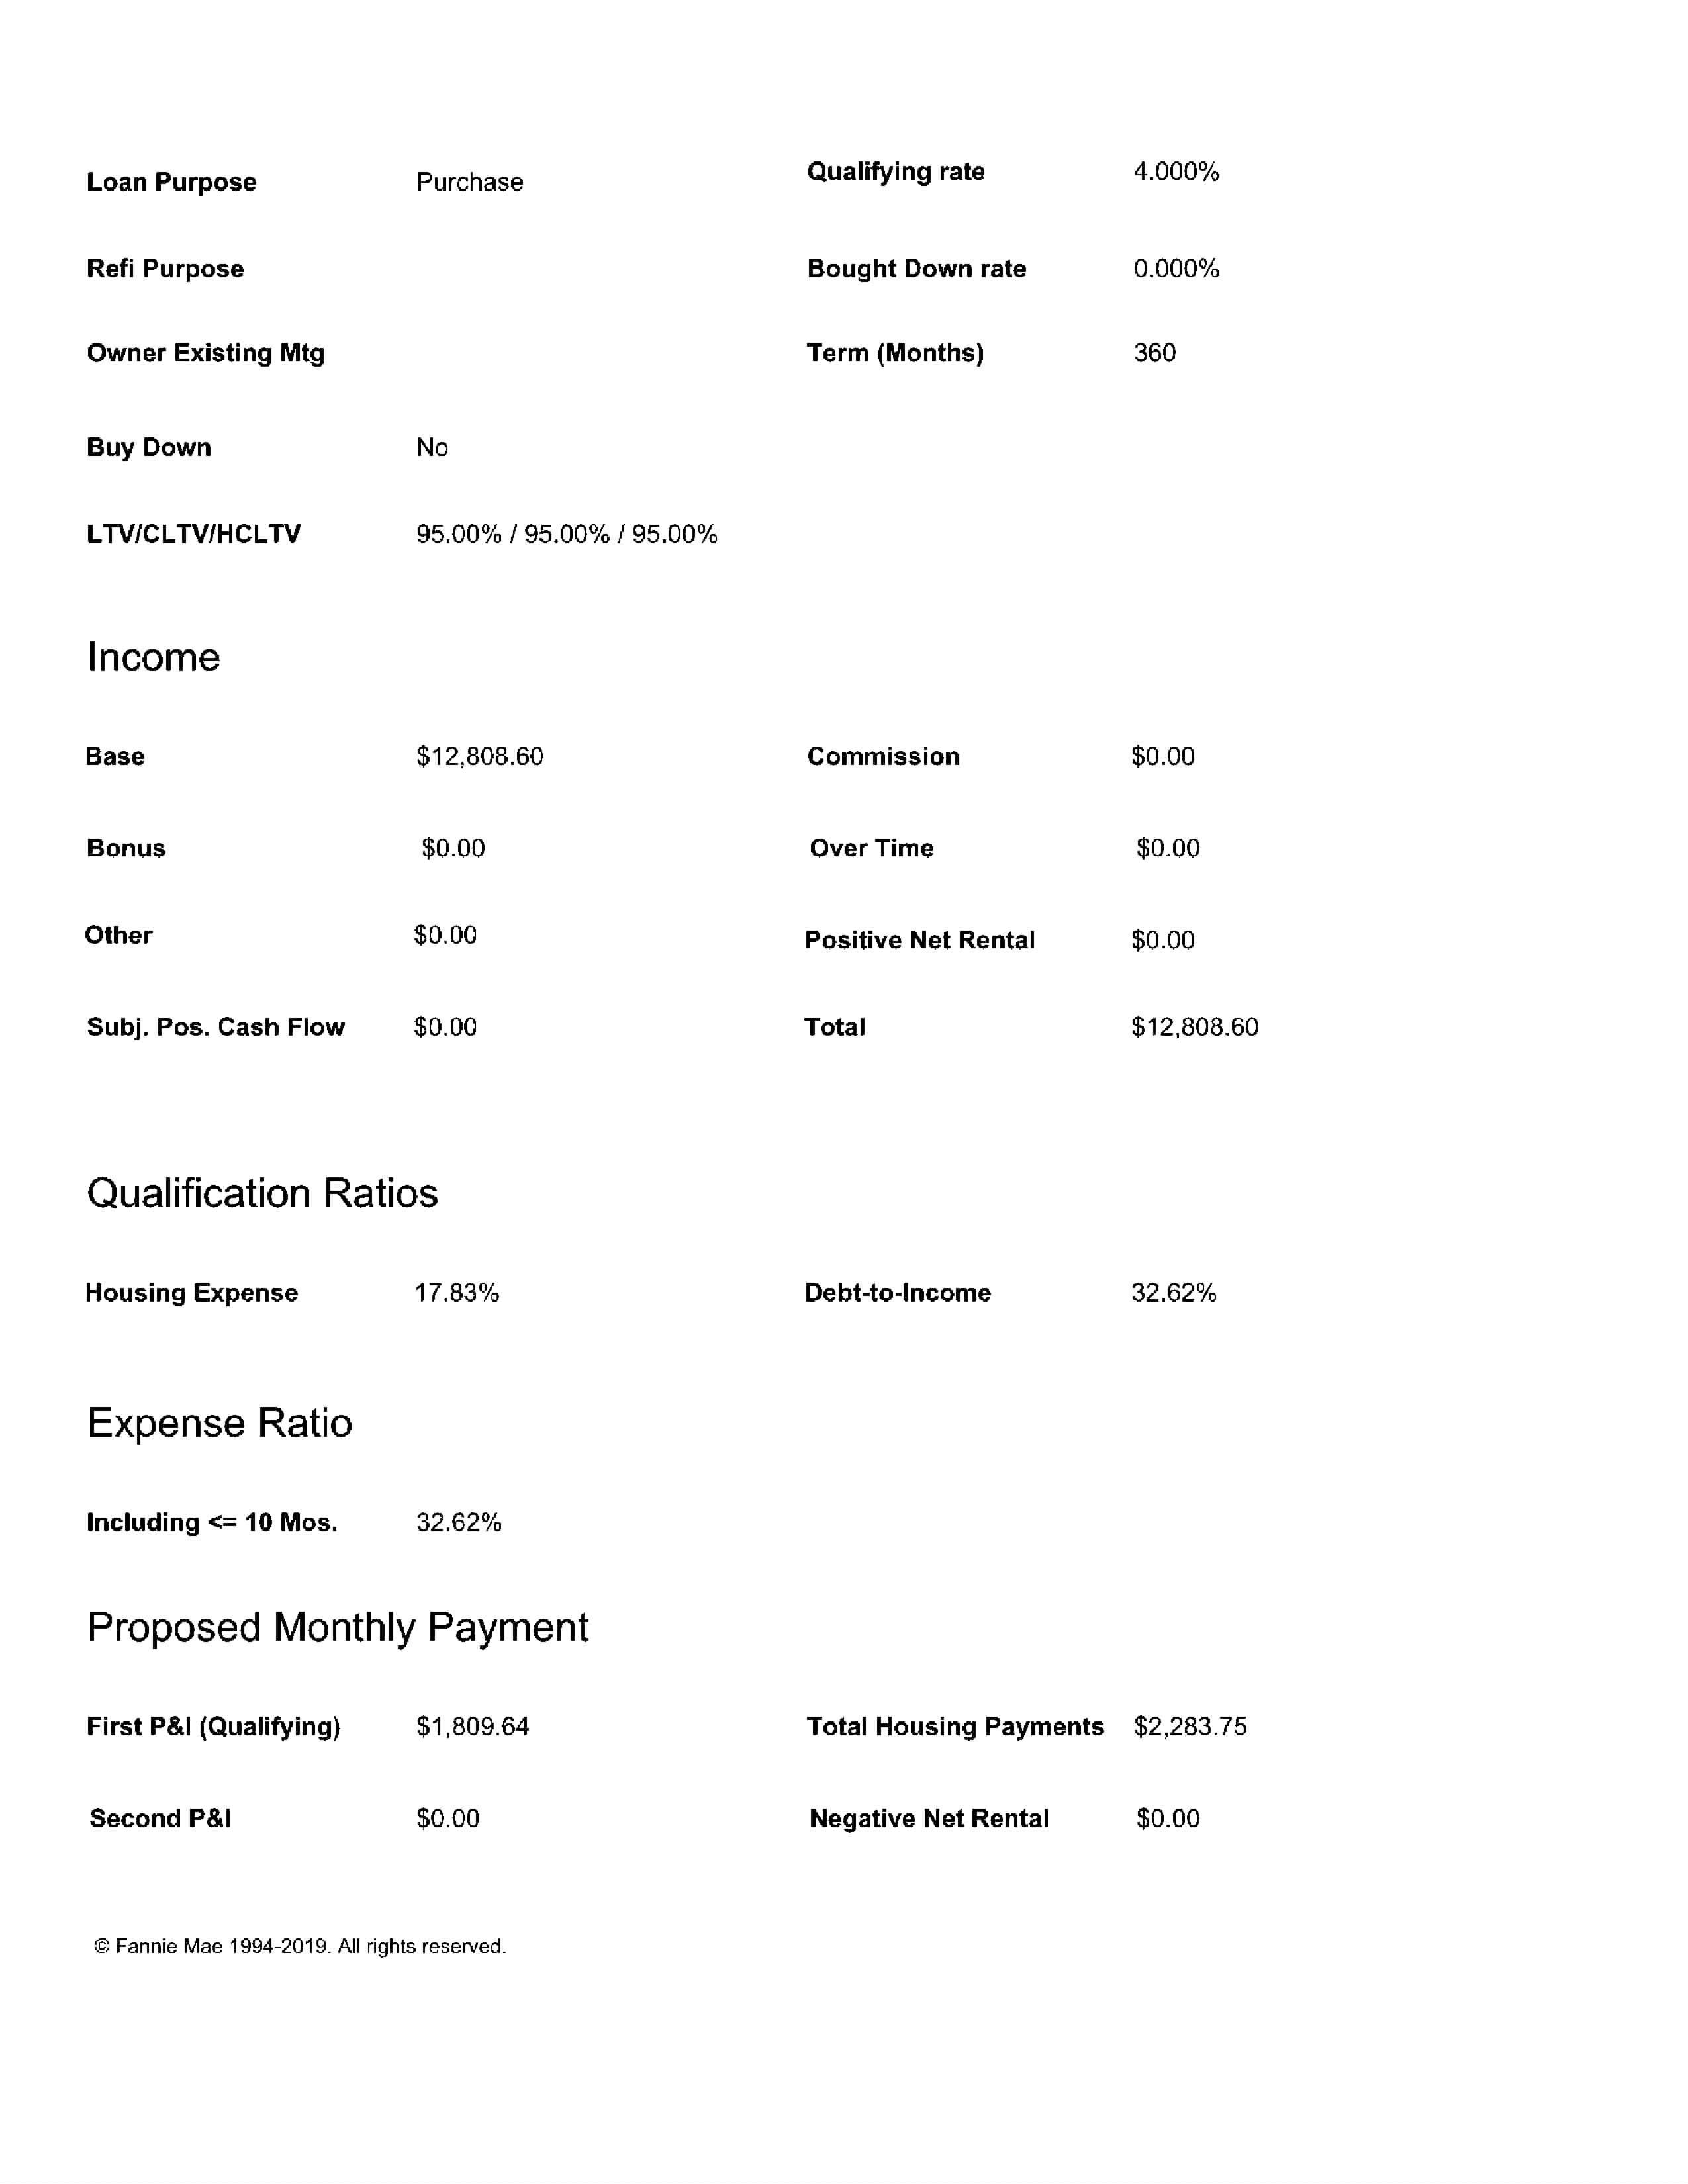 Loan Purpose Purchase Qualifying rate 4.000%
Refi Purpose Bought Down rate 0.000%
Owner Existing Mtg Term (Months) 360
Buy Down No
LTV/CLTV/HCLTV 95.00% / 95.00% / 95.00%
Income
Base $12,808.60 Commission $0.00
Bonus $0.00 Over Time $0.00
Other $0.00 Positive Net Rental $0.00
Subj. Pos. Cash Flow $0.00 Total $12,808.60
Qualification Ratios
Housing Expense 17.83% Debt-to-Income 32.62%
Expense Ratio
Including <= 10 Mos. 32.62%
Proposed Monthly Payment
First P&I (Qualifying) $1,809.64 Total Housing Payments $2,283.75
Second P&I $0.00 Negative Net Rental $0.00
© Fannie Mae 1994-2019. All rights reserved.